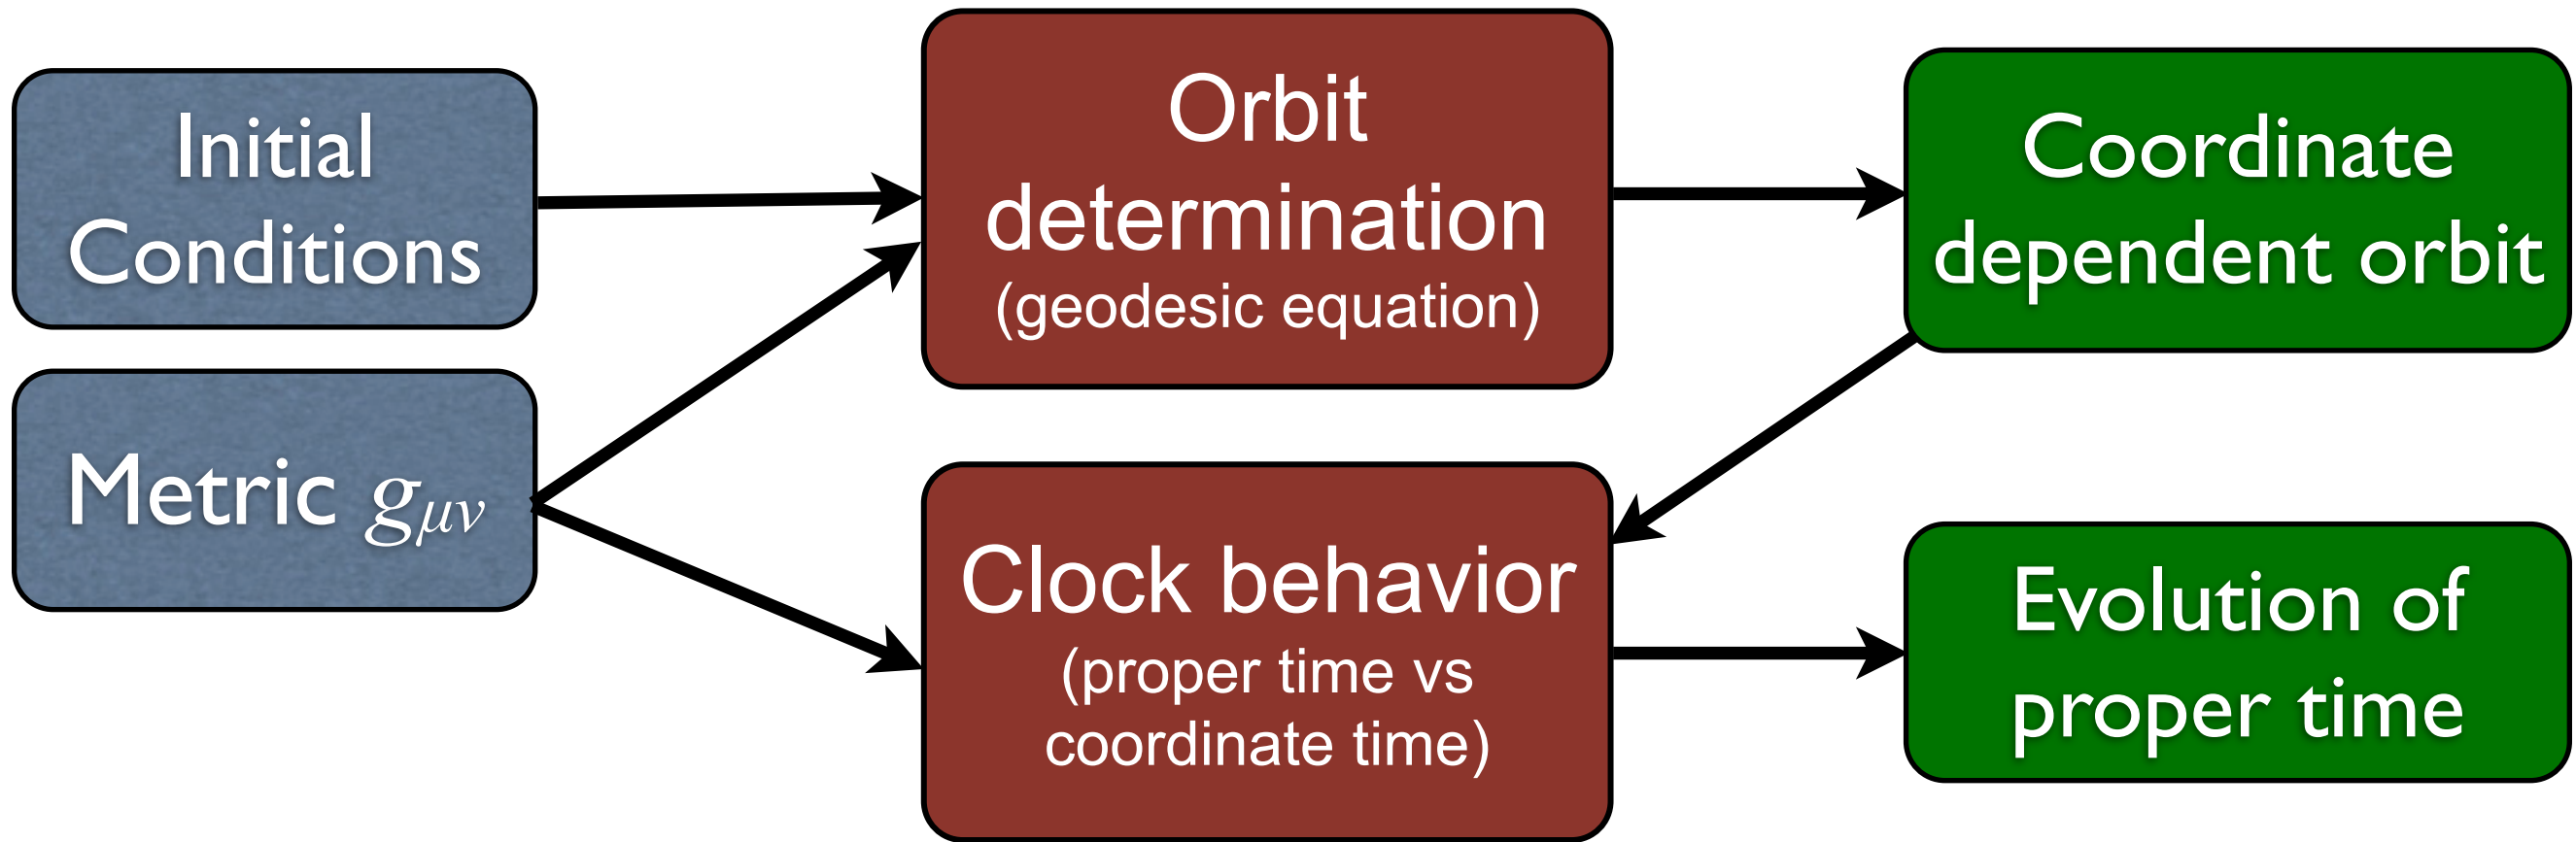 Initial
Conditions
Metric gμν
Orbit
determination
(geodesic equation)
Clock behavior
(proper time vs
coordinate time)
Coordinate
dependent orbit
Evolution of
proper time